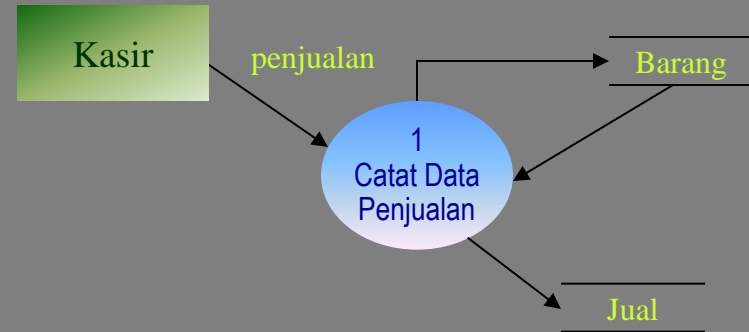 Kasir
penjualan
Barang
1
Catat Data
Penjualan
Jual